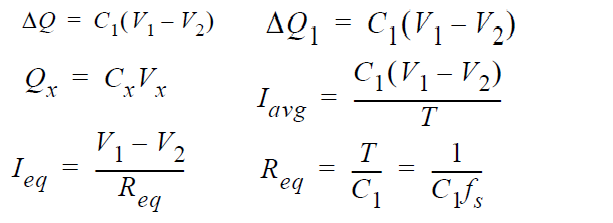 ΔQ = C₁(V₁ – V₂)
ΔQ₁ = C₁(V₁ – V₂)
Qₓ = CₓVₓ
I_avg = C₁(V₁ – V₂) / T
I_eq = (V₁ – V₂) / R_eq
R_eq = T / C₁ = 1 / (C₁f_s)